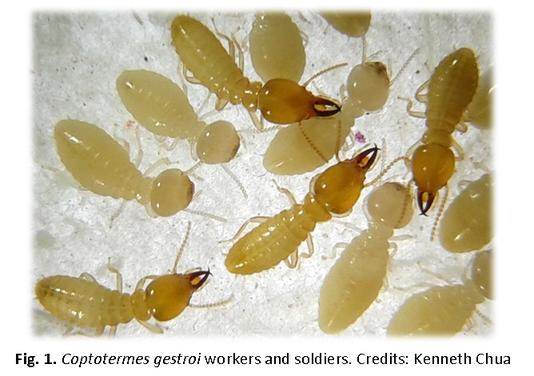 Fig. 1. Coptotermes gestroi workers and soldiers. Credits: Kenneth Chua